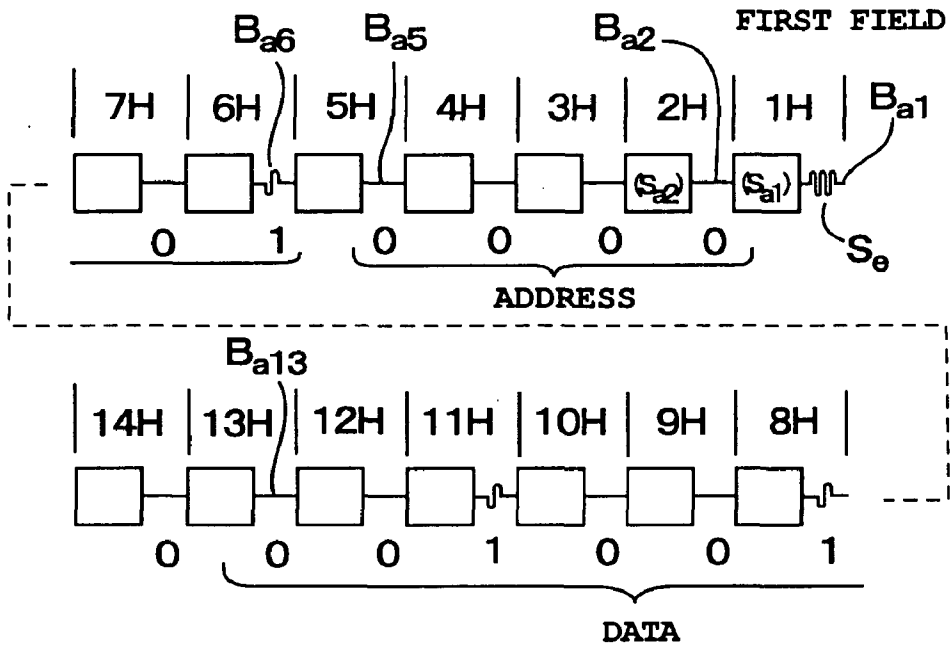 FIRST FIELD
Ba6 Ba5 Ba2
7H 6H 5H 4H 3H 2H 1H Ba1
(Sa2) (Sa1)
0 1 0 0 0 0 Se
ADDRESS
Ba13
14H 13H 12H 11H 10H 9H 8H
0 0 0 1 0 0 1
DATA